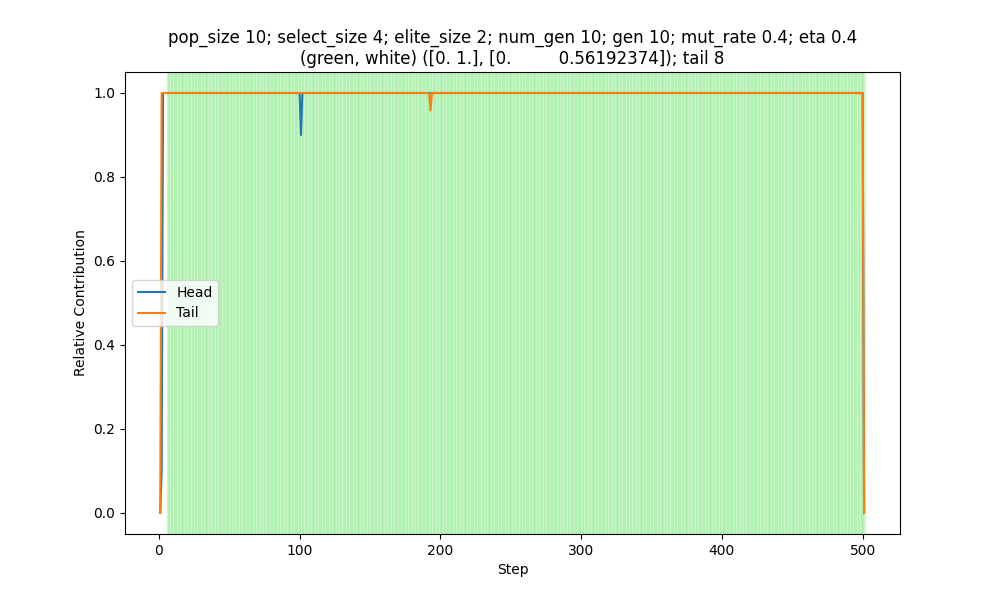 pop_size 10; select_size 4; elite_size 2; num_gen 10; gen 10; mut_rate 0.4; eta 0.4
(green, white) ([0. 1.], [0.         0.56192374]); tail 8
1.0
0.8
0.6
0.4
0.2
0.0
Relative Contribution
Head
Tail
0
100
200
300
400
500
Step